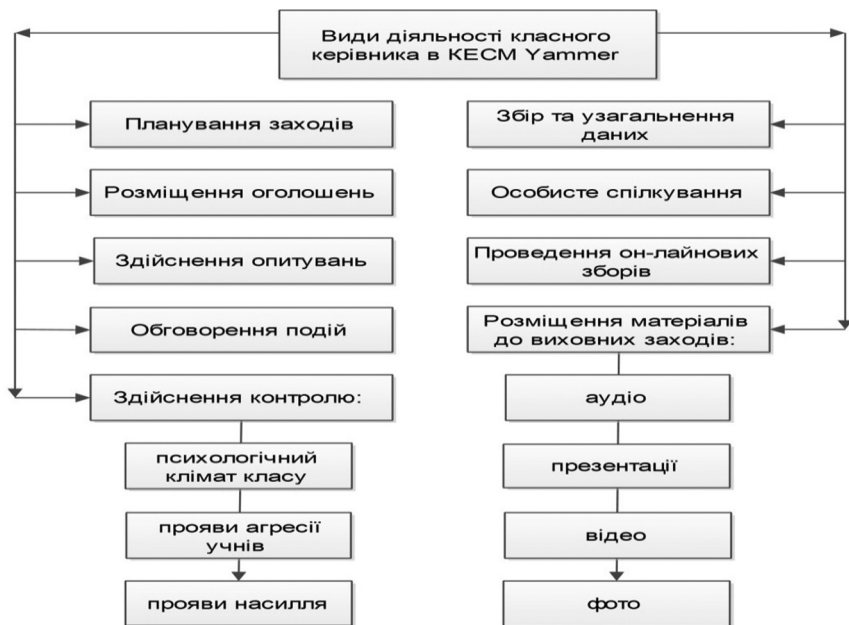 Види діяльності класного
керівника в КЕСМ Yammer
Планування заходів
Розміщення оголошень
Здійснення опитувань
Обговорення подій
Здійснення контролю:
психологічний
клімат класу
прояви агресії
учнів
прояви насилля
Збір та узагальнення
даних
Особисте спілкування
Проведення он-лайнових
зборів
Розміщення матеріалів
до виховних заходів:
аудіо
презентації
відео
фото